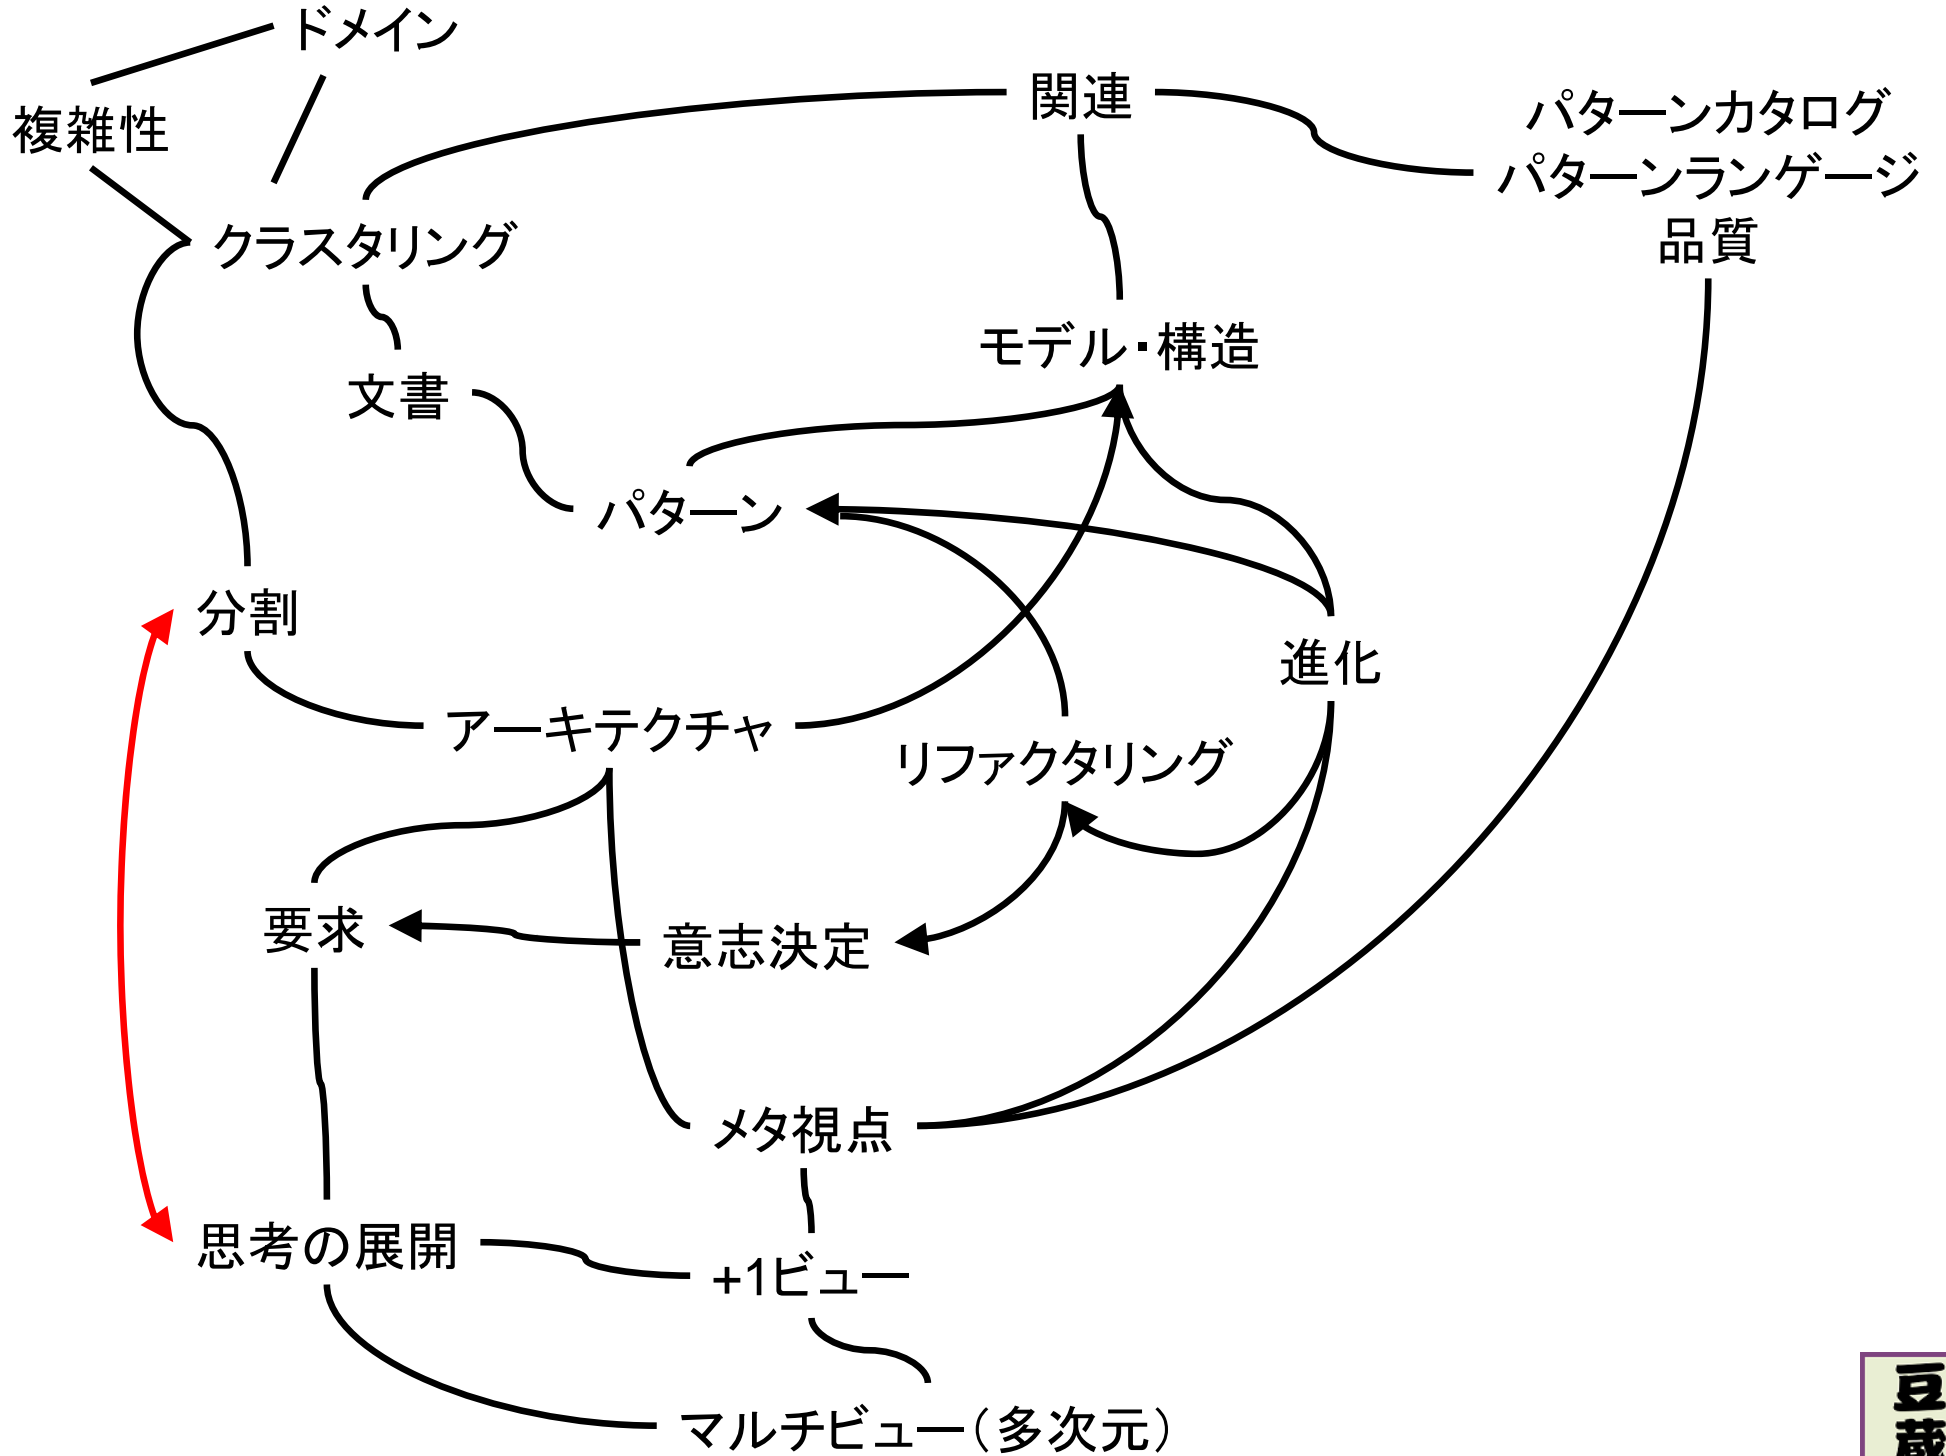 ドメイン
複雑性
関連
パターンカタログ
パターンランゲージ
品質
クラスタリング
モデル・構造
文書
パターン
分割
進化
アーキテクチャ
リファクタリング
要求
意志決定
メタ視点
思考の展開
+1ビュー
マルチビュー（多次元）
豆
蔵